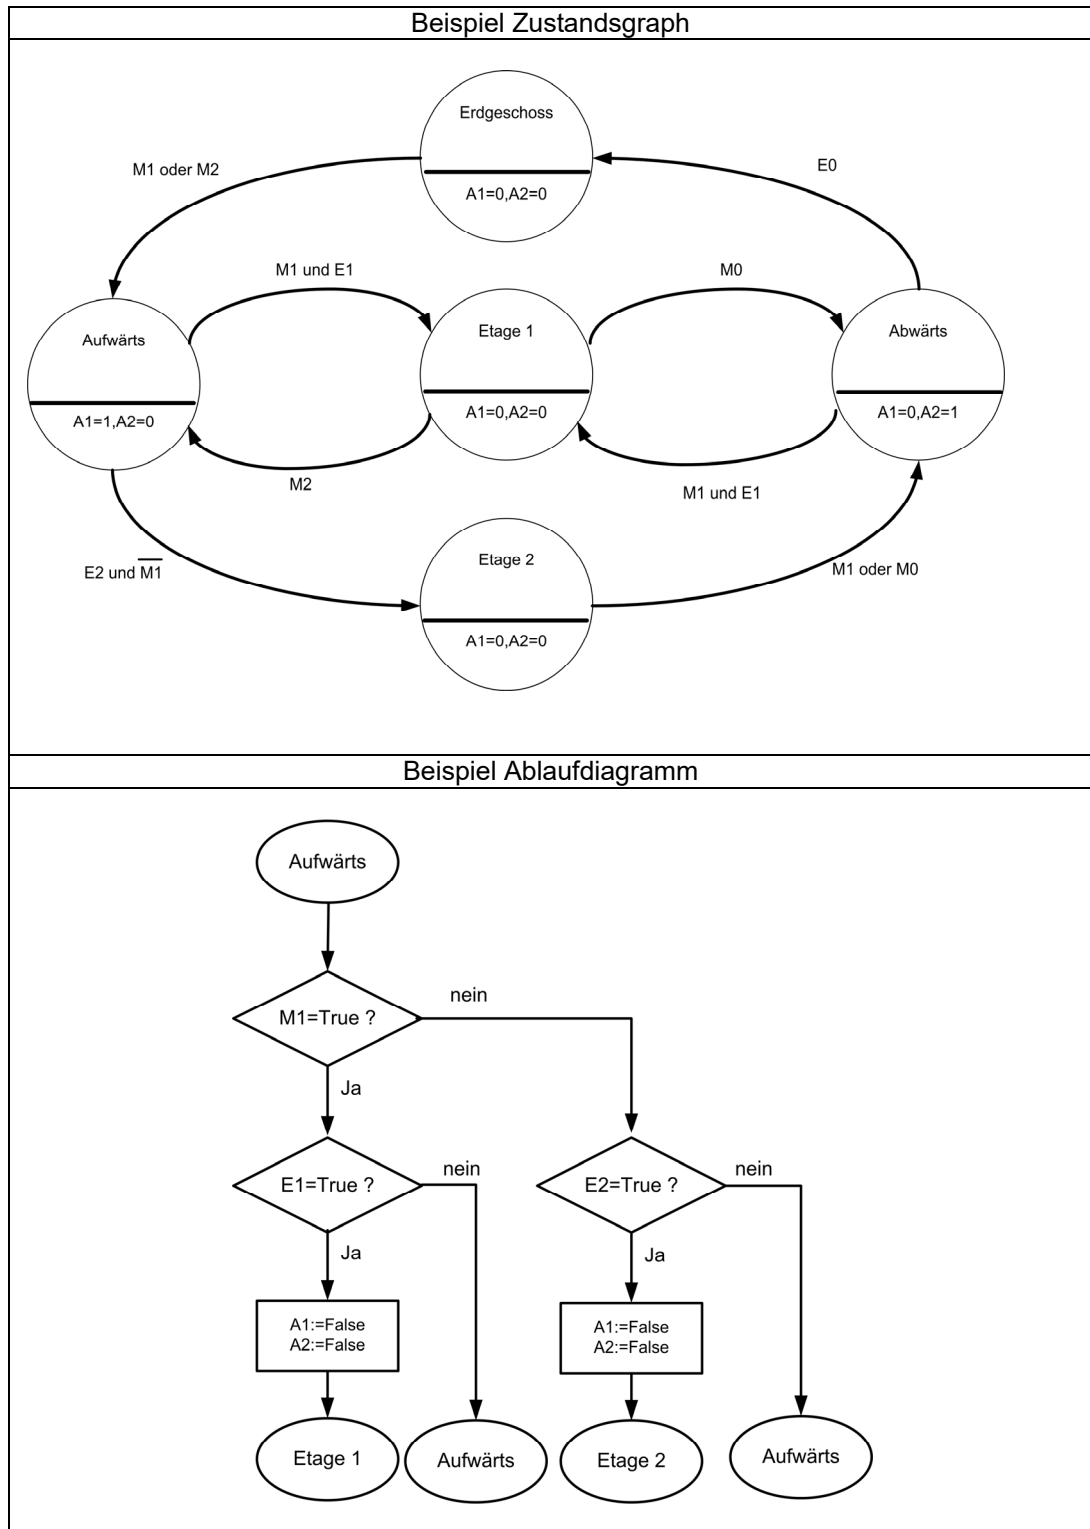 Beispiel Zustandsgraph
Erdgeschoss
A1=0,A2=0
M1 oder M2
E0
M1 und E1
M0
Aufwärts
A1=1,A2=0
Etage 1
A1=0,A2=0
Abwärts
A1=0,A2=1
M2
M1 und E1
E2 und M̅1̅
Etage 2
A1=0,A2=0
M1 oder M0
Beispiel Ablaufdiagramm
Aufwärts
M1=True ?
nein
Ja
E1=True ?
nein
E2=True ?
nein
Ja
Ja
A1:=False
A2:=False
A1:=False
A2:=False
Etage 1
Aufwärts
Etage 2
Aufwärts